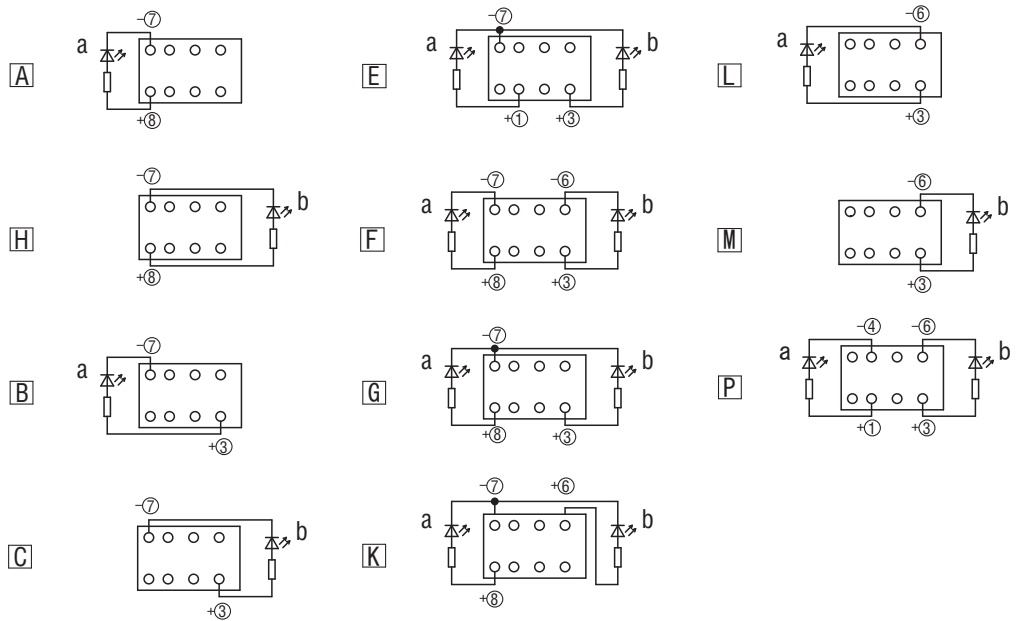 A
a
−⑦
+⑧
H
−⑦
b
+⑧
B
a
−⑦
+③
C
−⑦
b
+③
E
−⑦
a b
+① +③
F
−⑦ −⑥
a b
+⑧ +③
G
−⑦
a b
+⑧ +③
K
−⑦ +⑥
a b
+⑧
L
−⑥
a
+③
M
−⑥
b
+③
P
−④ −⑥
a b
+① +③